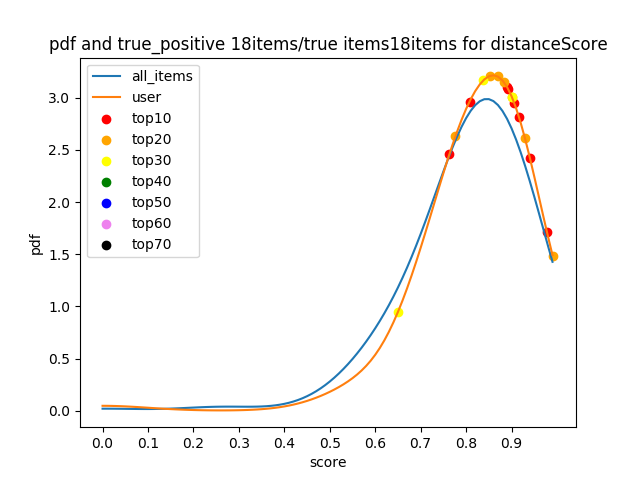 pdf and true_positive 18items/true items18items for distanceScore
all_items
user
top10
top20
top30
top40
top50
top60
top70
3.0
2.5
2.0
1.5
1.0
0.5
0.0
pdf
0.0 0.1 0.2 0.3 0.4 0.5 0.6 0.7 0.8 0.9
score